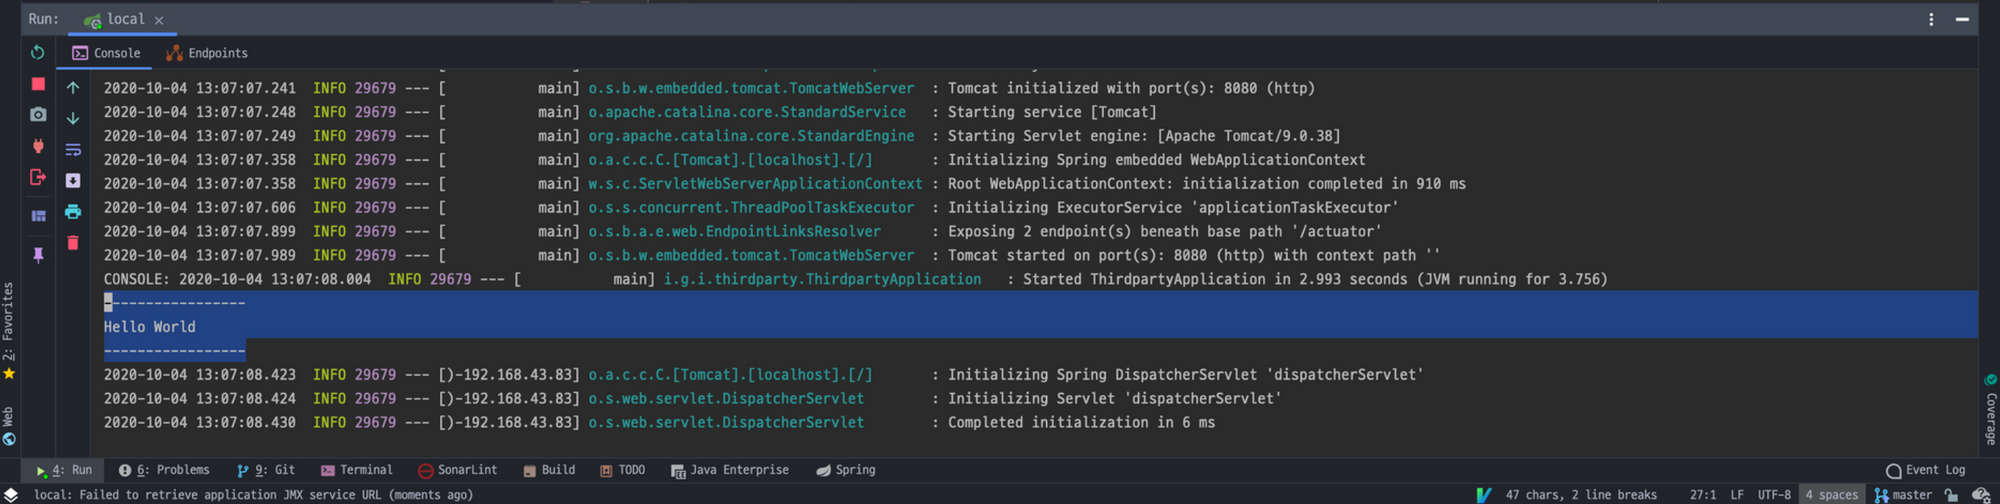 Run: local
Console Endpoints
2020-10-04 13:07:07.241 INFO 29679 --- [ main] o.s.b.w.embedded.tomcat.TomcatWebServer : Tomcat initialized with port(s): 8080 (http)
2020-10-04 13:07:07.248 INFO 29679 --- [ main] o.apache.catalina.core.StandardService : Starting service [Tomcat]
2020-10-04 13:07:07.249 INFO 29679 --- [ main] org.apache.catalina.core.StandardEngine : Starting Servlet engine: [Apache Tomcat/9.0.38]
2020-10-04 13:07:07.358 INFO 29679 --- [ main] o.a.c.c.C.[Tomcat].[localhost].[/] : Initializing Spring embedded WebApplicationContext
2020-10-04 13:07:07.358 INFO 29679 --- [ main] w.s.c.ServletWebServerApplicationContext : Root WebApplicationContext: initialization completed in 910 ms
2020-10-04 13:07:07.606 INFO 29679 --- [ main] o.s.s.concurrent.ThreadPoolTaskExecutor : Initializing ExecutorService 'applicationTaskExecutor'
2020-10-04 13:07:07.899 INFO 29679 --- [ main] o.s.b.a.e.web.EndpointLinksResolver : Exposing 2 endpoint(s) beneath base path '/actuator'
2020-10-04 13:07:07.989 INFO 29679 --- [ main] o.s.b.w.embedded.tomcat.TomcatWebServer : Tomcat started on port(s): 8080 (http) with context path ''
CONSOLE: 2020-10-04 13:07:08.004 INFO 29679 --- [ main] i.g.i.thirdparty.ThirdpartyApplication : Started ThirdpartyApplication in 2.993 seconds (JVM running for 3.756)
-----------------
Hello World
-----------------
2020-10-04 13:07:08.423 INFO 29679 --- [)-192.168.43.83] o.a.c.c.C.[Tomcat].[localhost].[/] : Initializing Spring DispatcherServlet 'dispatcherServlet'
2020-10-04 13:07:08.424 INFO 29679 --- [)-192.168.43.83] o.s.web.servlet.DispatcherServlet : Initializing Servlet 'dispatcherServlet'
2020-10-04 13:07:08.430 INFO 29679 --- [)-192.168.43.83] o.s.web.servlet.DispatcherServlet : Completed initialization in 6 ms
2: Favorites
Web
Coverage
4: Run 6: Problems 9: Git Terminal SonarLint Build TODO Java Enterprise Spring Event Log
local: Failed to retrieve application JMX service URL (moments ago) 47 chars, 2 line breaks 27:1 LF UTF-8 4 spaces master